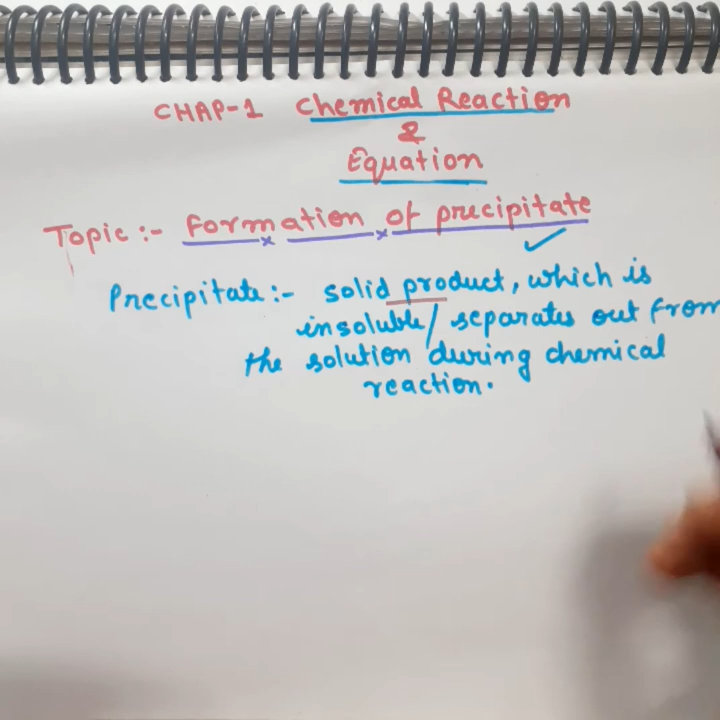 CHAP-1 Chemical Reaction
&
Equation
Topic:- Formation of precipitate
Precipitate:- solid product, which is
insoluble/ separates out from
the solution during chemical
reaction.